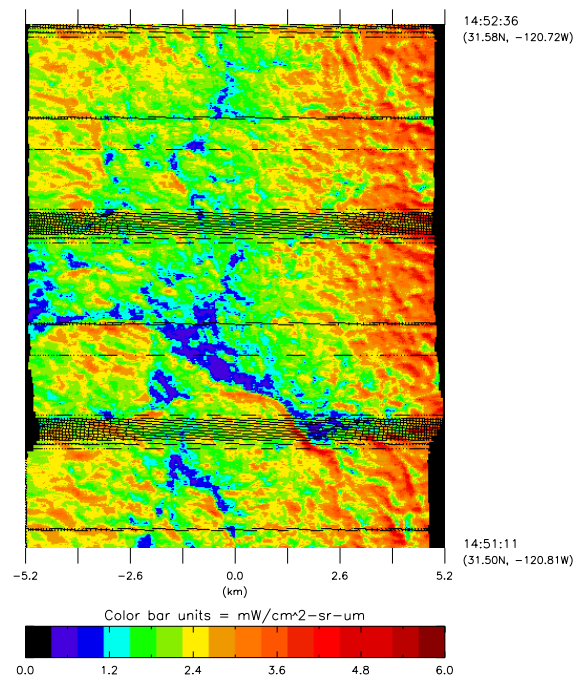 14:52:36
(31.58N, -120.72W)
14:51:11
(31.50N, -120.81W)
-5.2 -2.6 0.0 2.6 5.2
(km)
Color bar units = mW/cm^2-sr-um
0.0 1.2 2.4 3.6 4.8 6.0